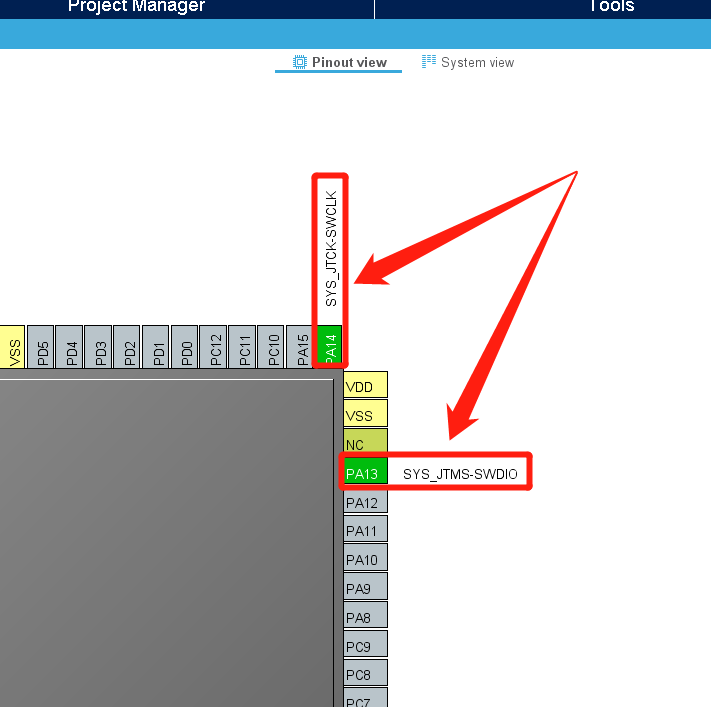 Project Manager
Tools
Pinout view
System view
SYS_JTCK-SWCLK
VSS
PD5
PD4
PD3
PD2
PD1
PD0
PC12
PC11
PC10
PA15
PA14
VDD
VSS
NC
PA13
SYS_JTMS-SWDIO
PA12
PA11
PA10
PA9
PA8
PC9
PC8
PC7